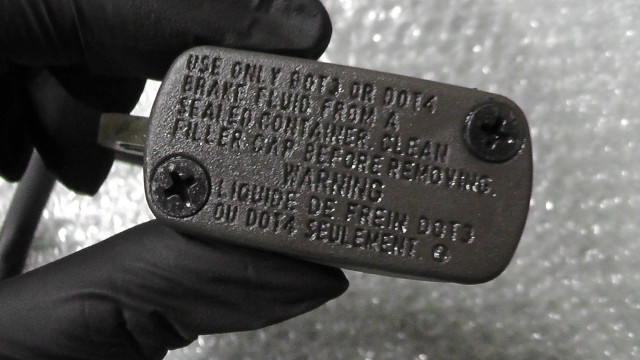 USE ONLY DOT3 OR DOT4
BRAKE FLUID FROM A
SEALED CONTAINER. CLEAN
FILLER CAP BEFORE REMOVING.
WARNING
LIQUIDE DE FREIN DOT3
OU DOT4 SEULEMENT.